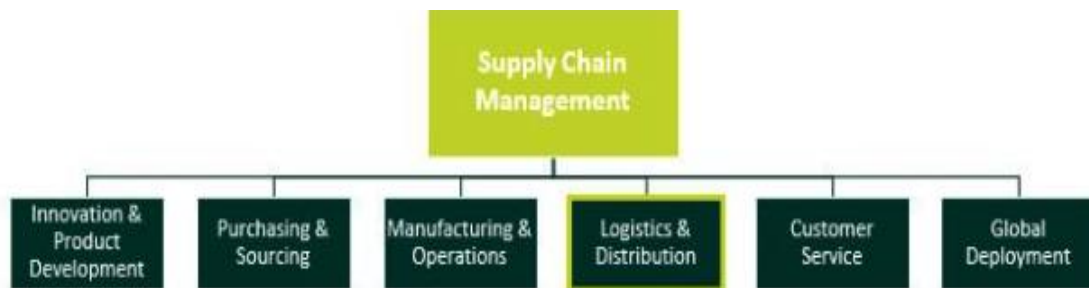 Supply Chain
Management
Innovation &
Product
Development
Purchasing &
Sourcing
Manufacturing &
Operations
Logistics &
Distribution
Customer
Service
Global
Deployment